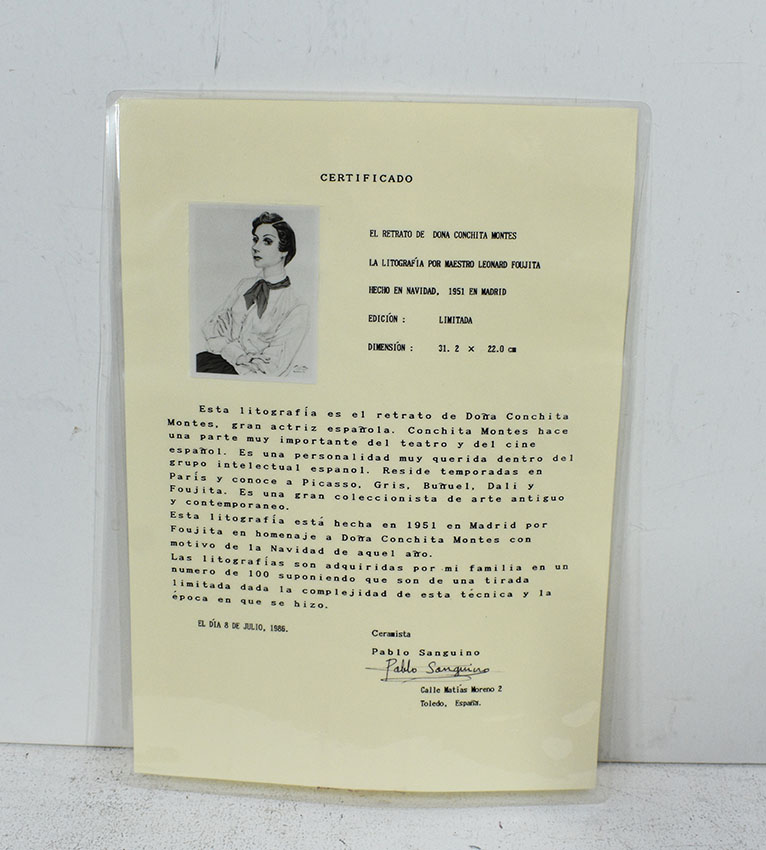 CERTIFICADO
EL RETRATO DE DONA CONCHITA MONTES
LA LITOGRAFÍA POR MAESTRO LEONARD FOUJITA
HECHO EN NAVIDAD, 1951 EN MADRID
EDICIÓN : LIMITADA
DIMENSIÓN : 31.2 × 22.0 cm
Esta litografía es el retrato de Doña Conchita
Montes, gran actriz española. Conchita Montes hace
una parte muy importante del teatro y del cine
español. Es una personalidad muy querida dentro del
grupo intelectual espanol. Reside temporadas en
París y conoce a Picasso, Gris, Buñuel, Dali y
Foujita. Es una gran coleccionista de arte antiguo
y contemporaneo.
Esta litografía está hecha en 1951 en Madrid por
Foujita en homenaje a Doña Conchita Montes con
motivo de la Navidad de aquel año.
Las litografías son adquiridas por mi familia en un
numero de 100 suponiendo que son de una tirada
limitada dada la complejidad de esta técnica y la
época en que se hizo.
EL DÍA 8 DE JULIO, 1986.
Ceramista
Pablo Sanguino
Pablo Sanguino
Calle Matías Moreno 2
Toledo, España.